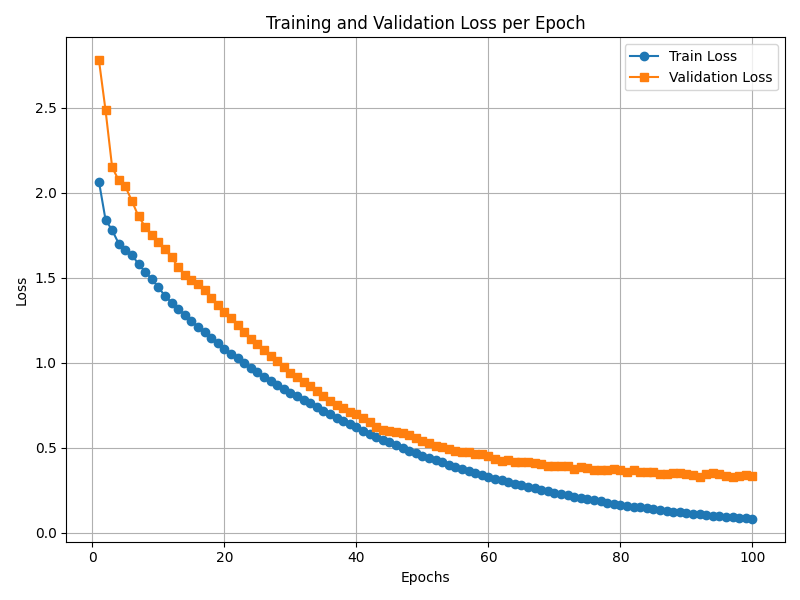 Training and Validation Loss per Epoch
Train Loss
Validation Loss
2.5
2.0
1.5
1.0
0.5
0.0
Loss
0 20 40 60 80 100
Epochs